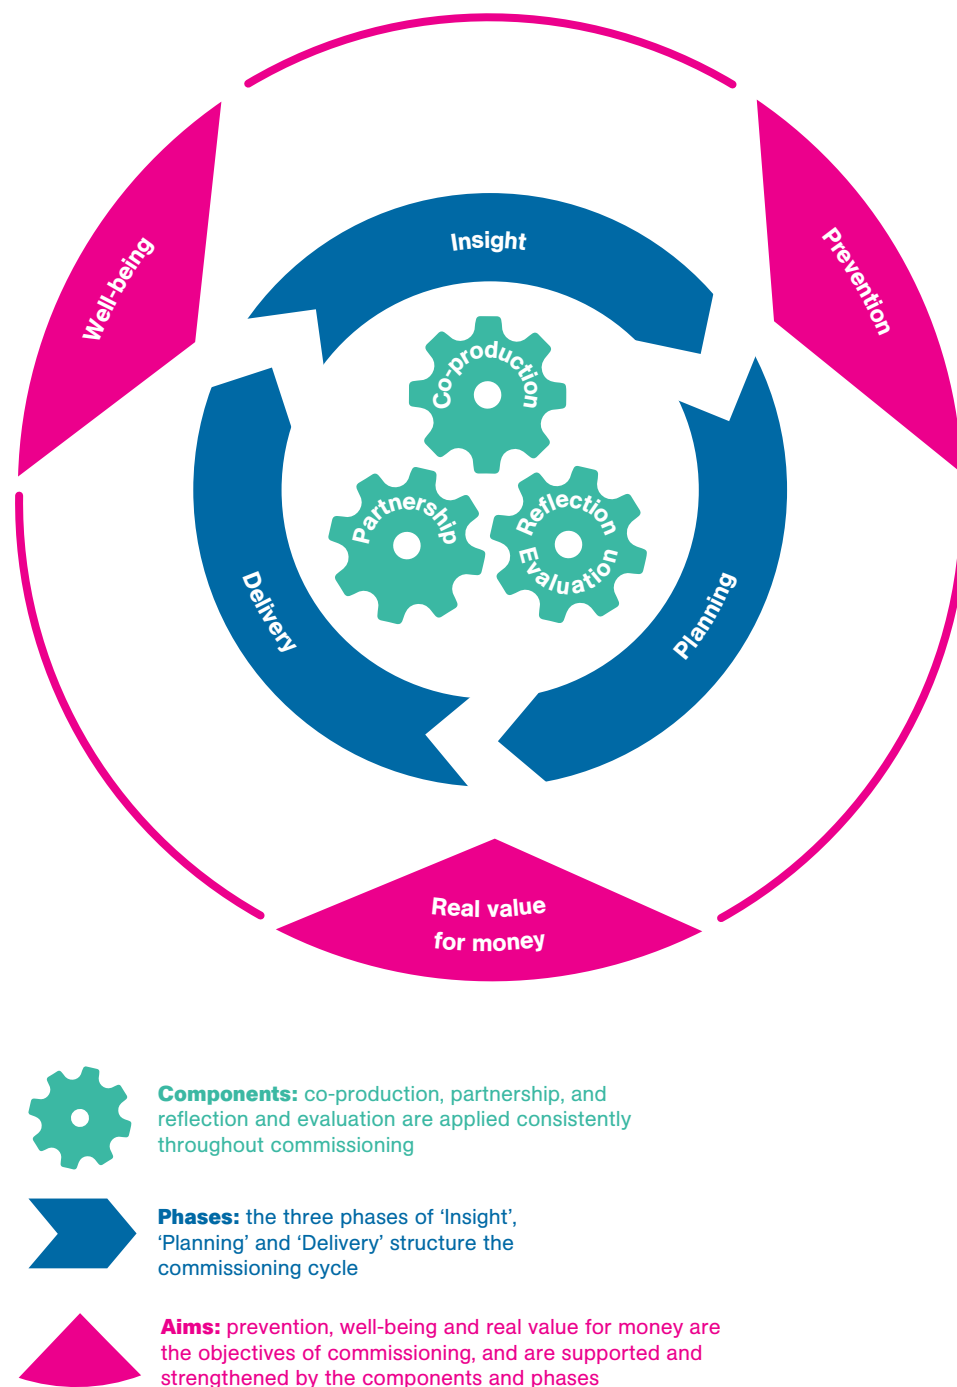 Insight
Well-being
Prevention
Co-production
Partnership
Reflection
Evaluation
Delivery
Planning
Real value
for money
Components: co-production, partnership, and
reflection and evaluation are applied consistently
throughout commissioning
Phases: the three phases of ‘Insight’,
‘Planning’ and ‘Delivery’ structure the
commissioning cycle
Aims: prevention, well-being and real value for money are
the objectives of commissioning, and are supported and
strengthened by the components and phases